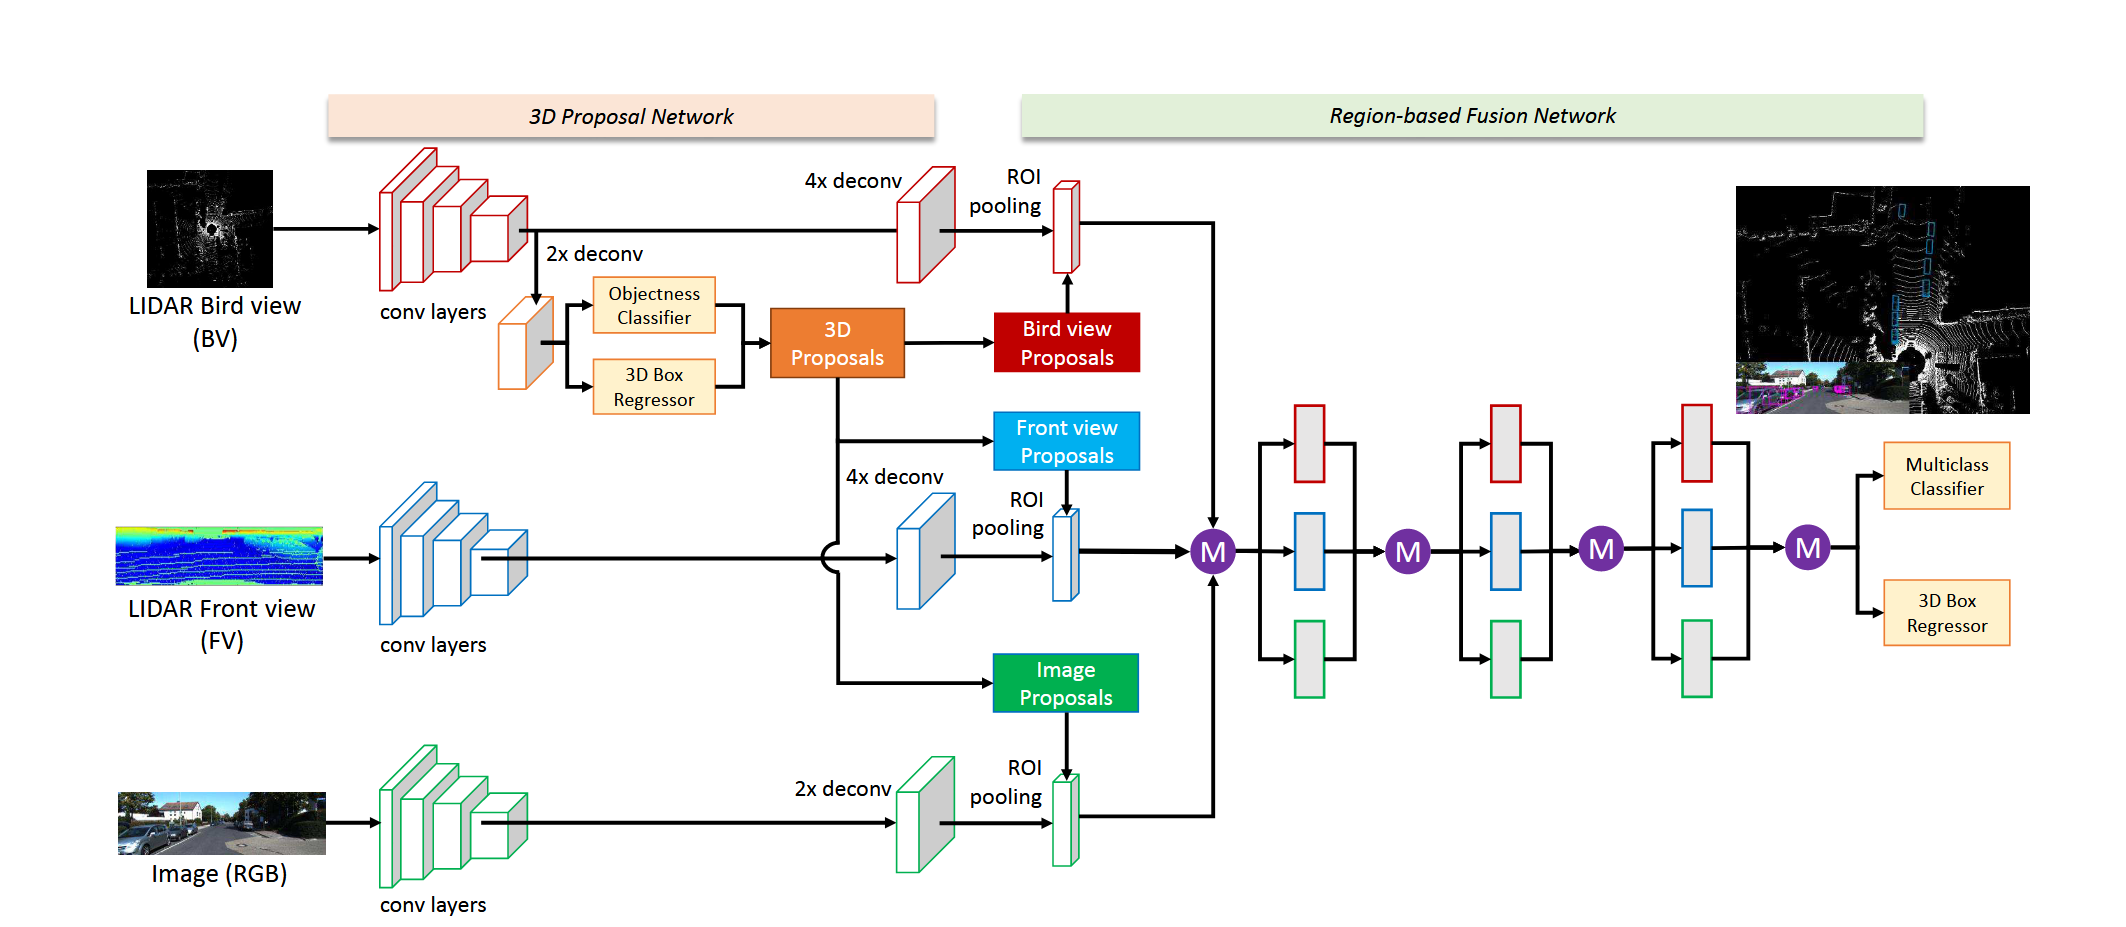 3D Proposal Network
Region-based Fusion Network
4x deconv
ROI
pooling
2x deconv
LIDAR Bird view
(BV)
conv layers
Objectness
Classifier
3D Box
Regressor
3D
Proposals
Bird view
Proposals
Front view
Proposals
4x deconv
ROI
pooling
LIDAR Front view
(FV)
conv layers
M
M
M
M
Multiclass
Classifier
3D Box
Regressor
Image
Proposals
2x deconv
ROI
pooling
Image (RGB)
conv layers